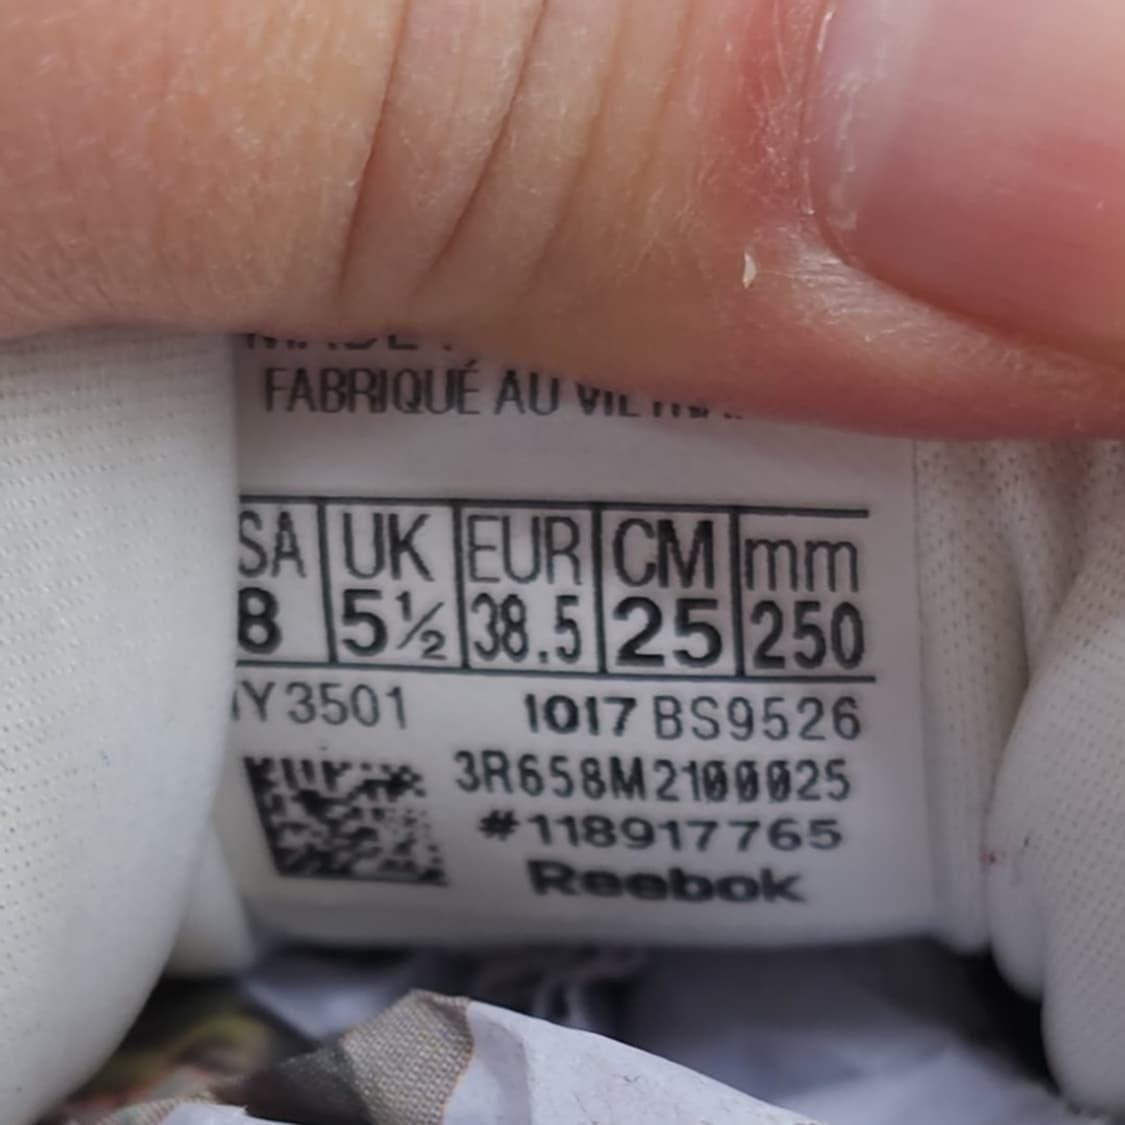 FABRIQUÉ AU
SA UK EUR CM mm
8 5½ 38.5 25 250
Y3501 1017 BS9526
3R658M2100025
#118917765
Reebok